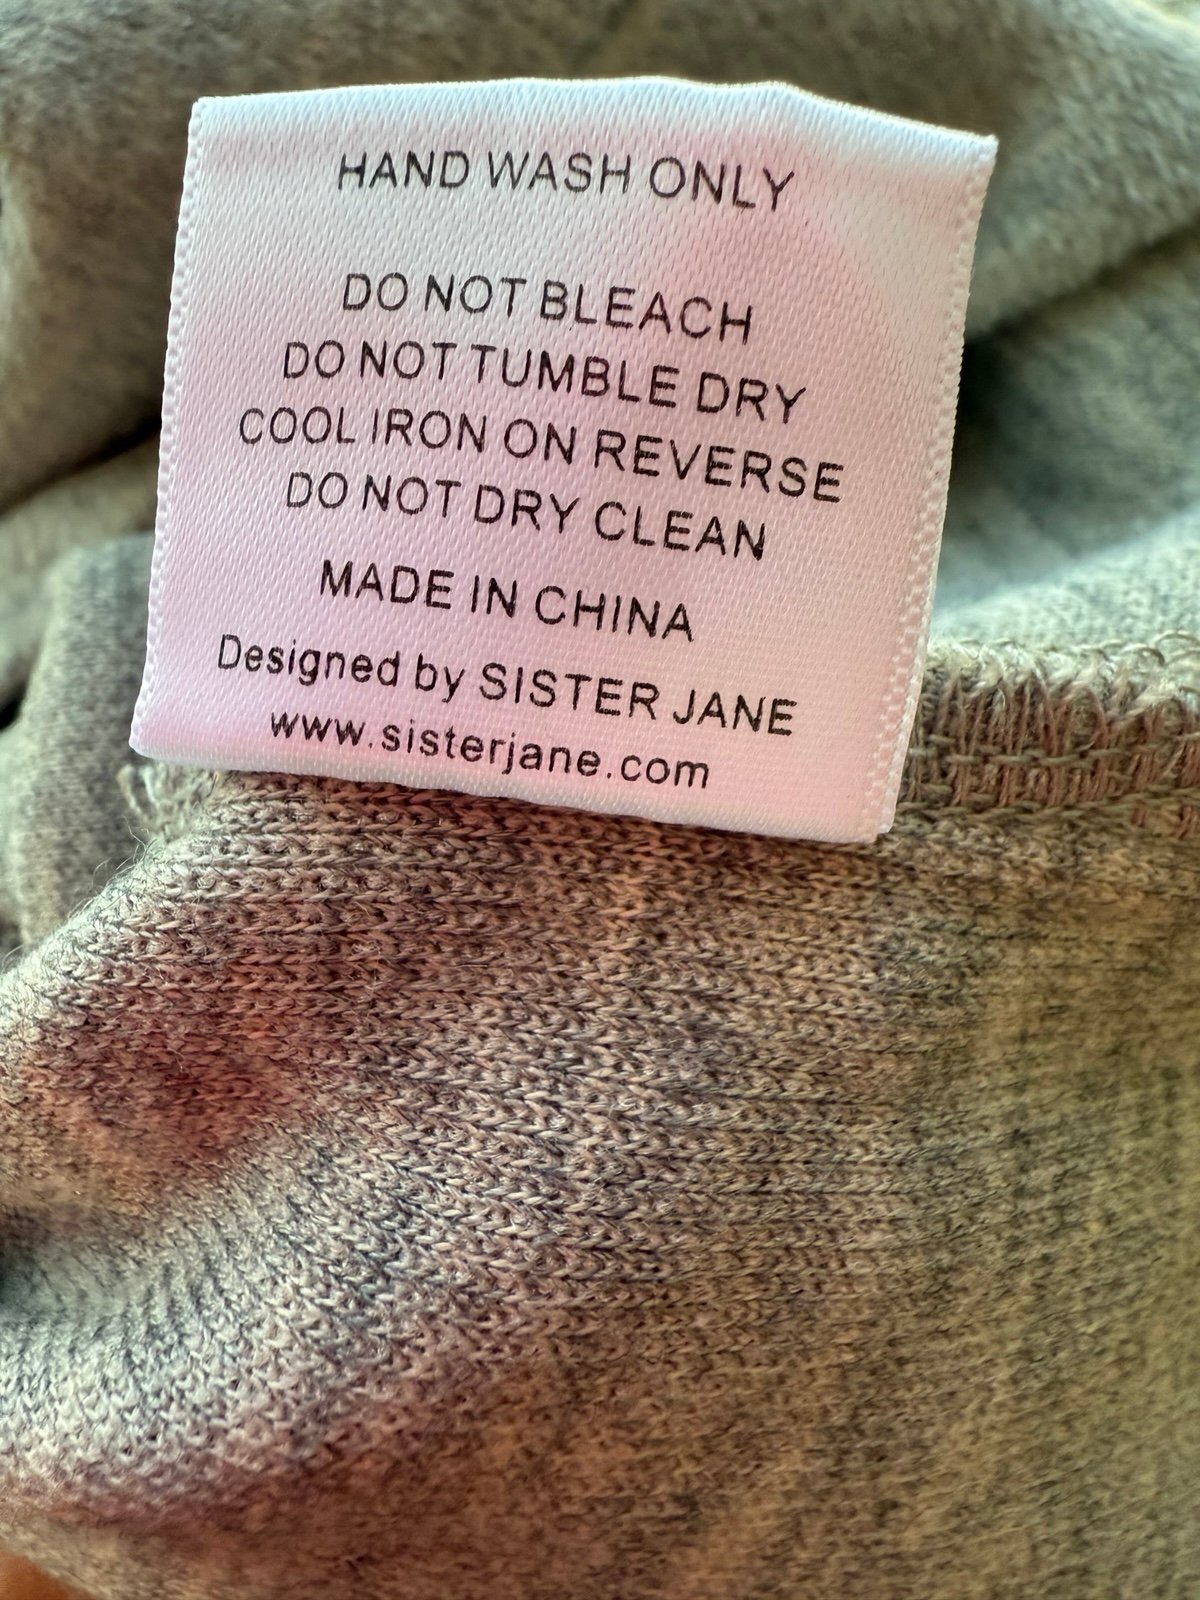 HAND WASH ONLY
DO NOT BLEACH
DO NOT TUMBLE DRY
COOL IRON ON REVERSE
DO NOT DRY CLEAN
MADE IN CHINA
Designed by SISTER JANE
www.sisterjane.com